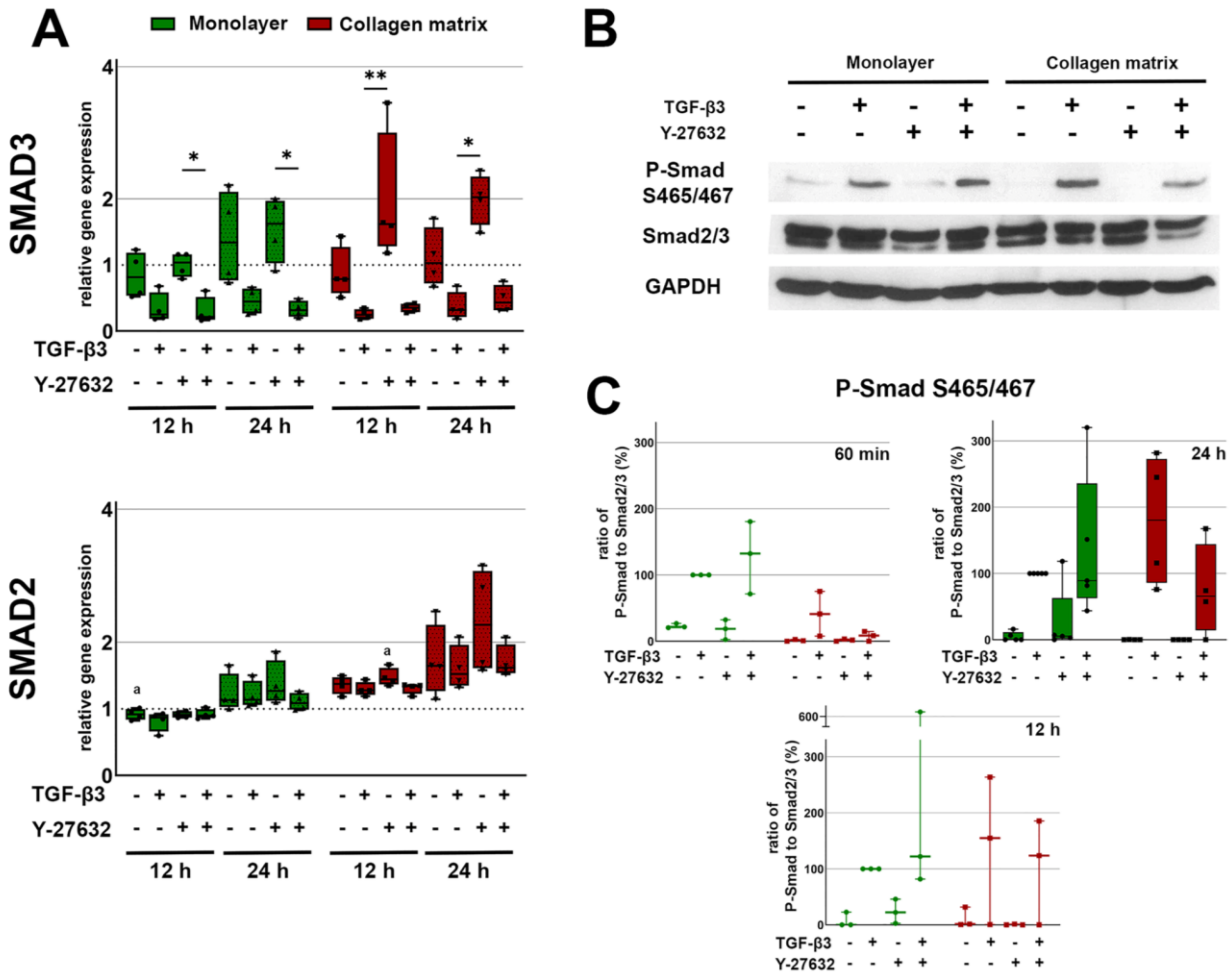 A
Monolayer Collagen matrix
SMAD3
relative gene expression
4
2
1
0
* * ** *
TGF-β3 - + - + - + - + - + - + - + - +
Y-27632 - - + + - - + + - - + + - - + +
12 h 24 h 12 h 24 h
SMAD2
relative gene expression
4
2
1
0
a a
TGF-β3 - + - + - + - + - + - + - + - +
Y-27632 - - + + - - + + - - + + - - + +
12 h 24 h 12 h 24 h
B
Monolayer Collagen matrix
TGF-β3 - + - + - + - +
Y-27632 - - + + - - + +
P-Smad
S465/467
Smad2/3
GAPDH
C
P-Smad S465/467
60 min
ratio of
P-Smad to Smad2/3 (%)
300
200
100
0
TGF-β3 - + - + - + - +
Y-27632 - - + + - - + +
24 h
ratio of
P-Smad to Smad2/3 (%)
300
200
100
0
TGF-β3 - + - + - + - +
Y-27632 - - + + - - + +
12 h
ratio of
P-Smad to Smad2/3 (%)
600
300
200
100
0
TGF-β3 - + - + - + - +
Y-27632 - - + + - - + +